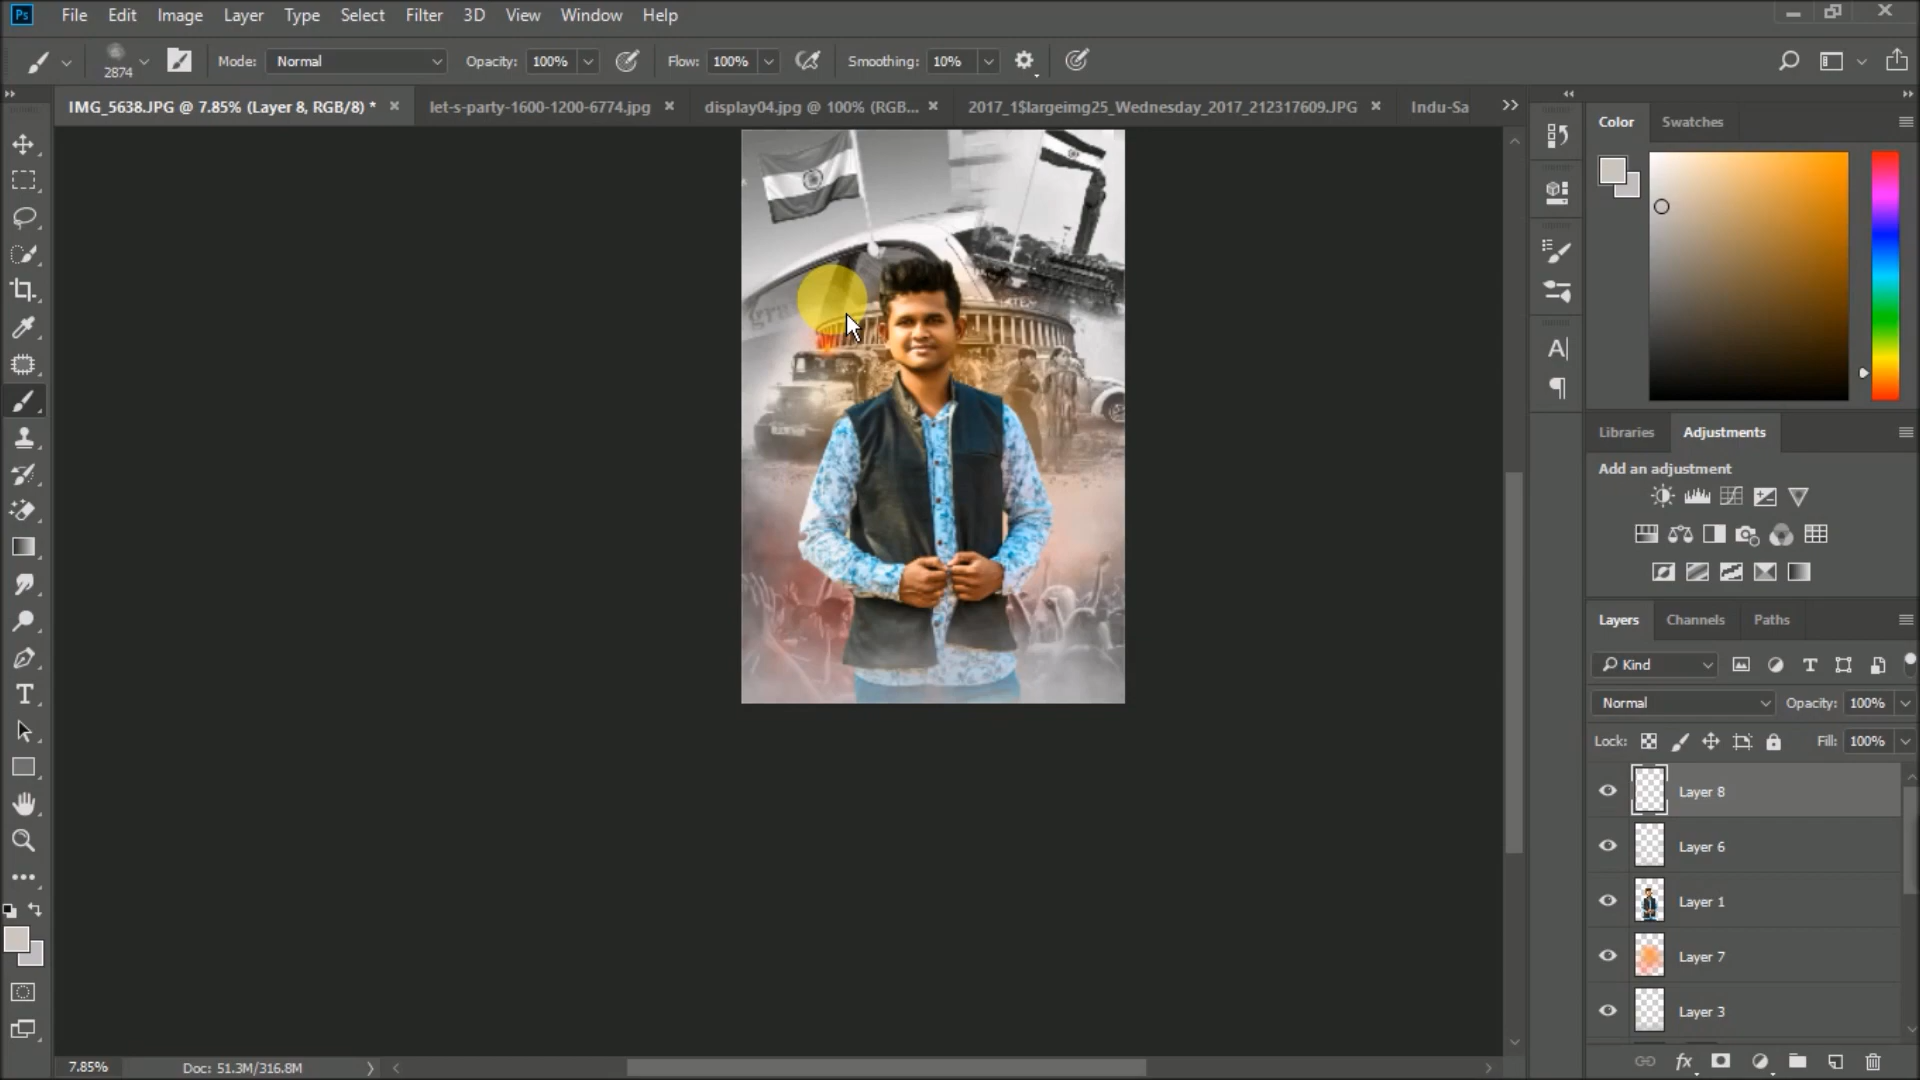 Ps File Edit Image Layer Type Select Filter 3D View Window Help
2874 Mode: Normal Opacity: 100% Flow: 100% Smoothing: 10%
IMG_5638.JPG @ 7.85% (Layer 8, RGB/8) * let-s-party-1600-1200-6774.jpg display04.jpg @ 100% (RGB... 2017_1$largeimg25_Wednesday_2017_212317609.JPG Indu-Sa
Color Swatches
Libraries Adjustments
Add an adjustment
Layers Channels Paths
Kind
Normal Opacity: 100%
Lock: Fill: 100%
Layer 8
Layer 6
Layer 1
Layer 7
Layer 3
7.85% Doc: 51.3M/316.8M